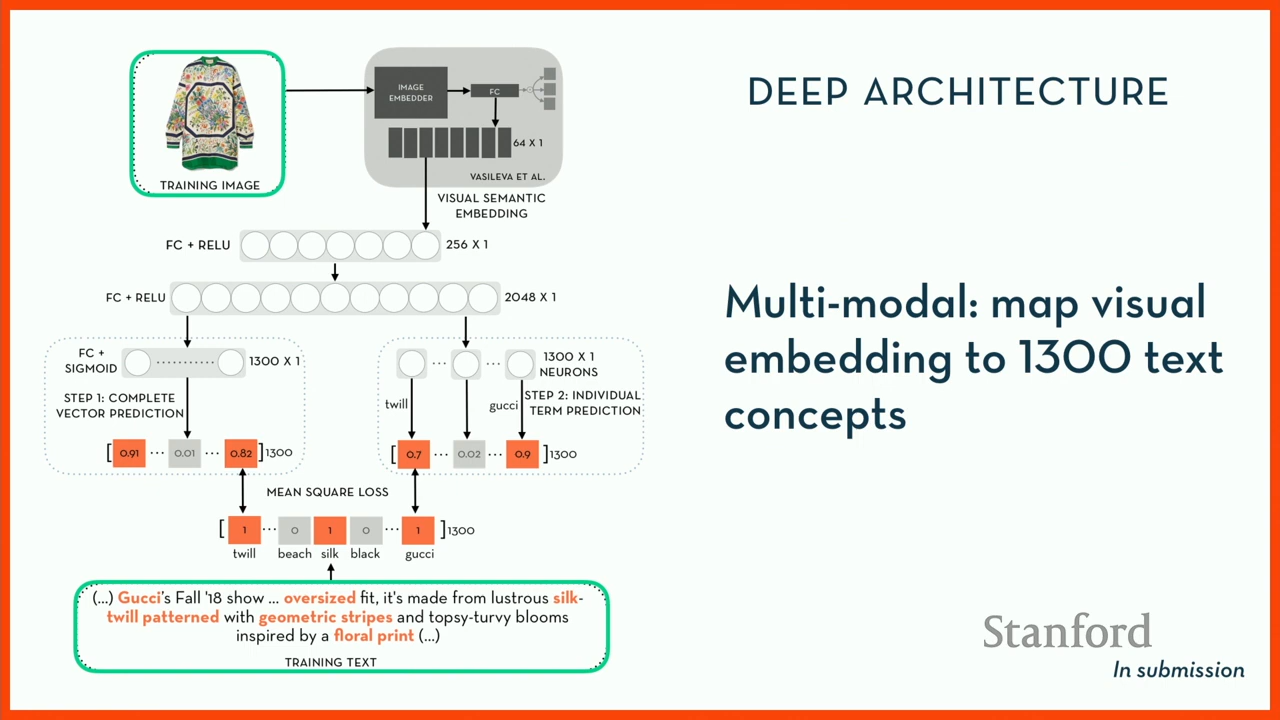 DEEP ARCHITECTURE
Multi-modal: map visual
embedding to 1300 text
concepts
TRAINING IMAGE
IMAGE
EMBEDDER
FC
64 X 1
VASILEVA ET AL.
VISUAL SEMANTIC
EMBEDDING
FC + RELU
256 X 1
FC + RELU
2048 X 1
FC +
SIGMOID
1300 X 1
STEP 1: COMPLETE
VECTOR PREDICTION
[ 0.91 ... 0.01 ... 0.82 ] 1300
1300 X 1
NEURONS
twill
gucci
STEP 2: INDIVIDUAL
TERM PREDICTION
[ 0.7 ... 0.02 ... 0.9 ] 1300
MEAN SQUARE LOSS
[ 1 ... 0 1 0 ... 1 ] 1300
twill beach silk black gucci
(...) Gucci's Fall '18 show ... oversized fit, it's made from lustrous silk-
twill patterned with geometric stripes and topsy-turvy blooms
inspired by a floral print (...)
TRAINING TEXT
Stanford
In submission